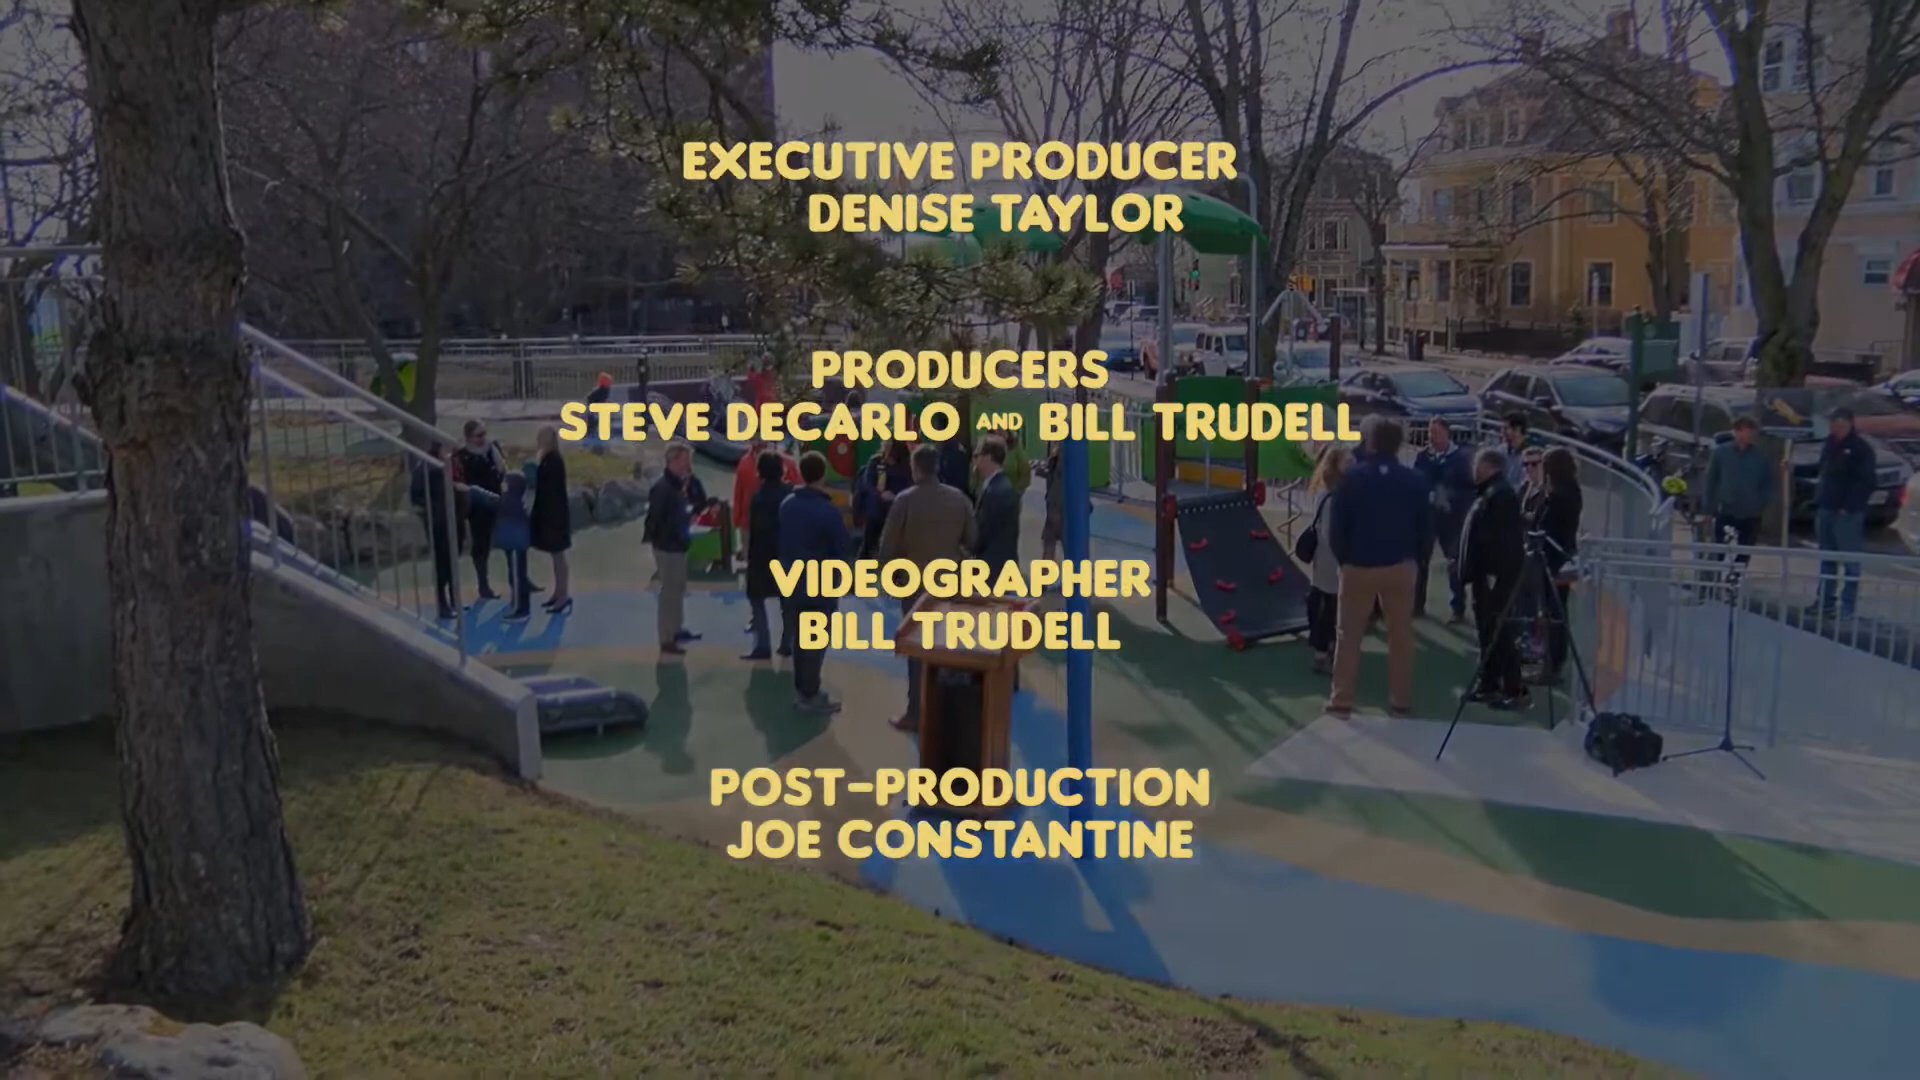 EXECUTIVE PRODUCER
DENISE TAYLOR
PRODUCERS
STEVE DECARLO AND BILL TRUDELL
VIDEOGRAPHER
BILL TRUDELL
POST-PRODUCTION
JOE CONSTANTINE